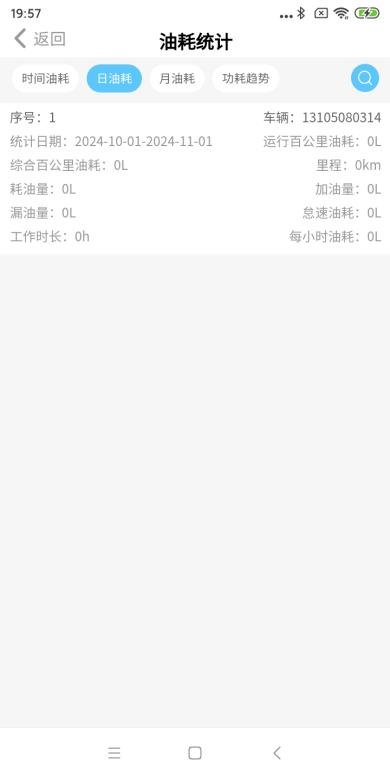 19:57
返回
油耗统计
时间油耗 日油耗 月油耗 功耗趋势
序号：1 车辆：13105080314
统计日期：2024-10-01-2024-11-01 运行百公里油耗：0L
综合百公里油耗：0L 里程：0km
耗油量：0L 加油量：0L
漏油量：0L 怠速油耗：0L
工作时长：0h 每小时油耗：0L